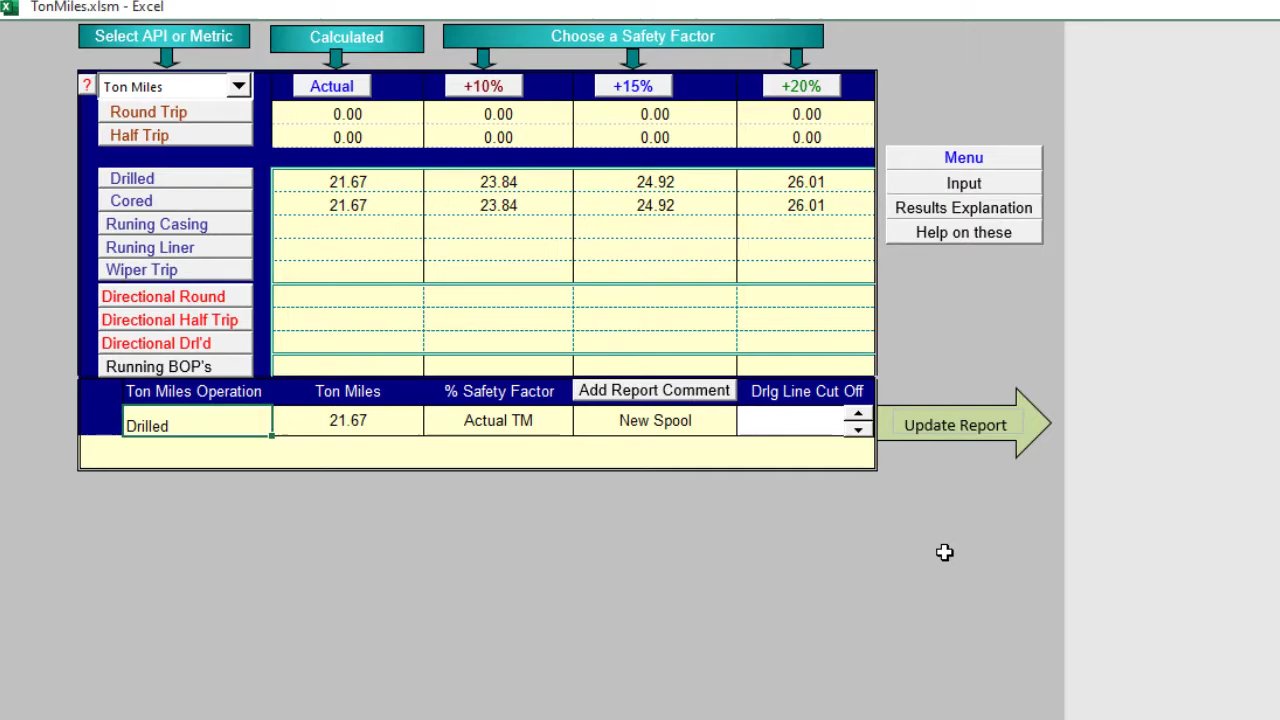 TonMiles.xlsm - Excel
Select API or Metric Calculated Choose a Safety Factor
? Ton Miles Actual +10% +15% +20%
Round Trip 0.00 0.00 0.00 0.00
Half Trip 0.00 0.00 0.00 0.00
Menu
Drilled 21.67 23.84 24.92 26.01 Input
Cored 21.67 23.84 24.92 26.01 Results Explanation
Runing Casing Help on these
Runing Liner
Wiper Trip
Directional Round
Directional Half Trip
Directional Drl'd
Running BOP's
Ton Miles Operation Ton Miles % Safety Factor Add Report Comment Drlg Line Cut Off
Drilled 21.67 Actual TM New Spool Update Report